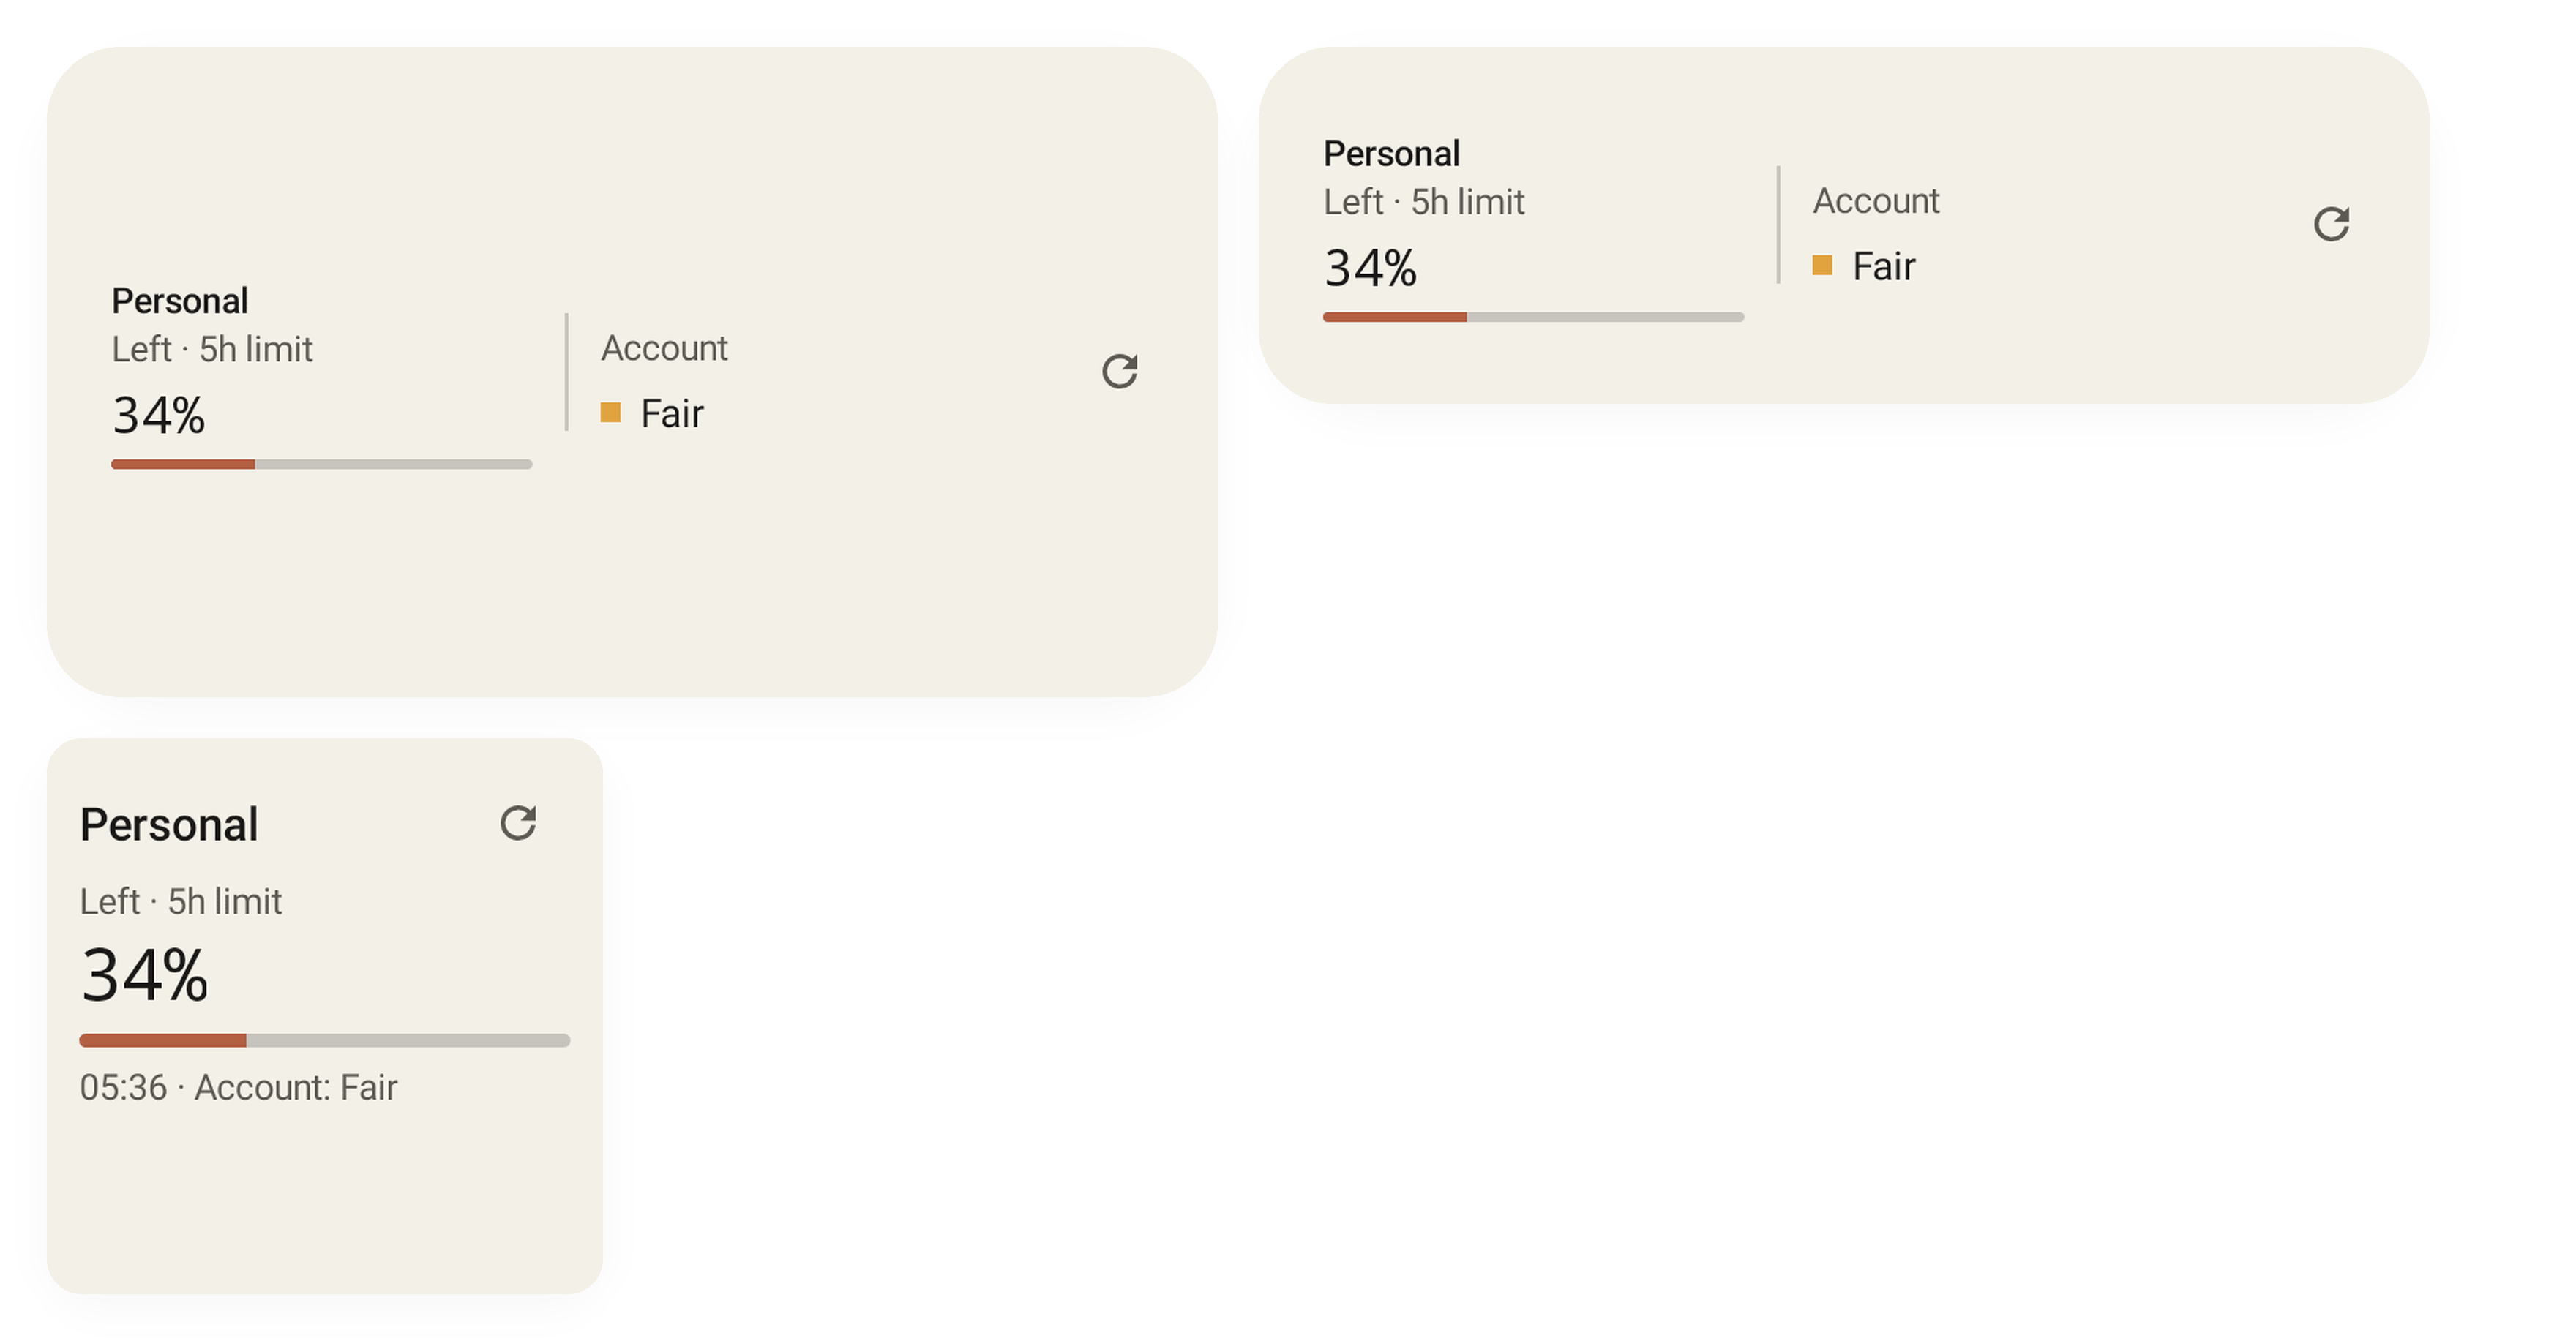 Personal
Left · 5h limit
34%
Account
Fair
Personal
Left · 5h limit
34%
Account
Fair
Personal
Left · 5h limit
34%
05:36 · Account: Fair